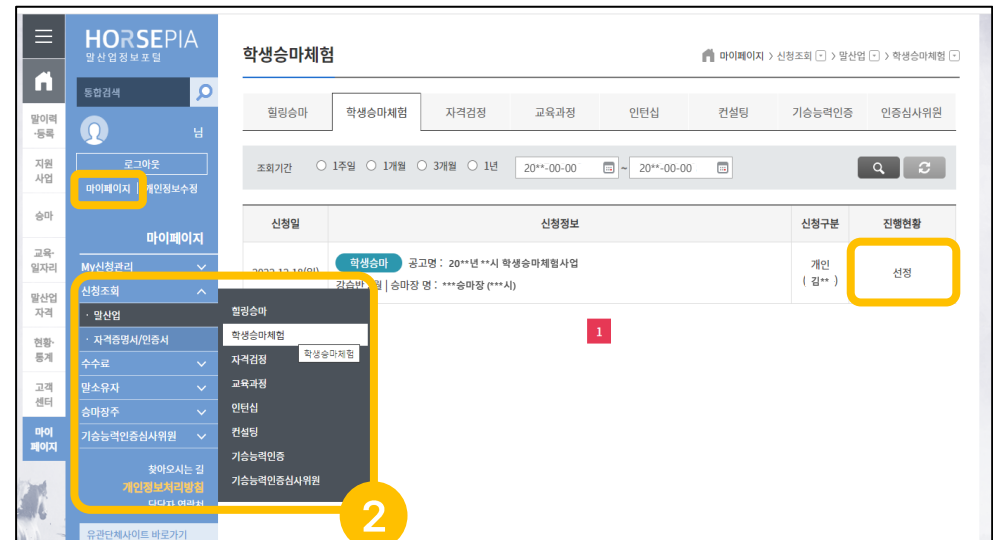 HORSEPIA
말산업정보포털
통합검색
님
로그아웃
마이페이지 | 개인정보수정
말이력
·등록
지원
사업
승마
교육·
일자리
말산업
자격
현황·
통계
고객
센터
마이
페이지
마이페이지
My신청관리
신청조회
· 말산업
· 자격증명서/인증서
수수료
말소유자
승마장주
기승능력인증심사위원
찾아오시는 길
개인정보처리방침
담당자 연락처
유관단체사이트 바로가기
힐링승마
학생승마체험
학생승마체험
자격검정
교육과정
인턴십
컨설팅
기승능력인증
기승능력인증심사위원
2
학생승마체험
마이페이지 > 신청조회 > 말산업 > 학생승마체험
힐링승마 학생승마체험 자격검정 교육과정 인턴십 컨설팅 기승능력인증 인증심사위원
조회기간 1주일 1개월 3개월 1년 20**-00-00 ~ 20**-00-00
신청일 신청정보 신청구분 진행현황
학생승마 공고명 : 20**년 **시 학생승마체험사업
강습반 | 승마장 명 : ***승마장 (***시)
개인
( 김** )
선정
1